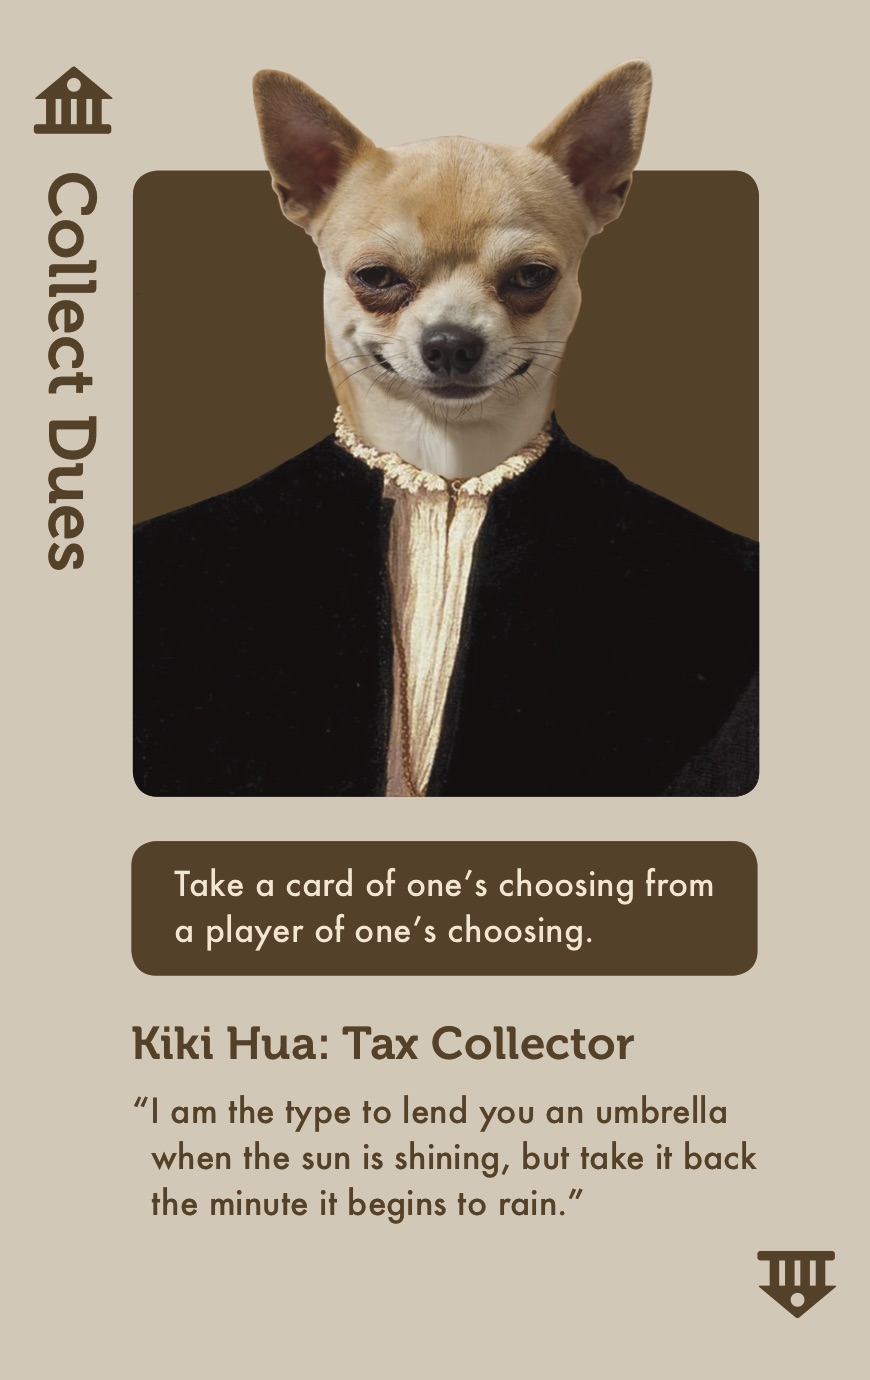 Collect Dues
Take a card of one’s choosing from
a player of one’s choosing.
Kiki Hua: Tax Collector
“I am the type to lend you an umbrella
when the sun is shining, but take it back
the minute it begins to rain.”